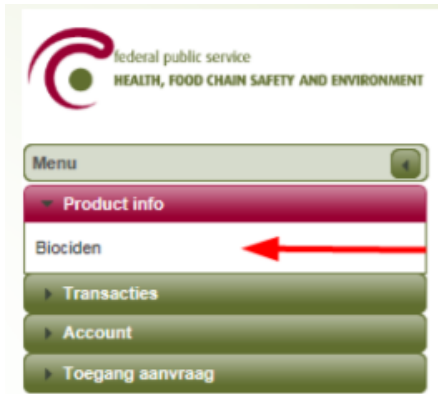 federal public service
HEALTH, FOOD CHAIN SAFETY AND ENVIRONMENT
Menu
Product info
Biociden
Transacties
Account
Toegang aanvraag